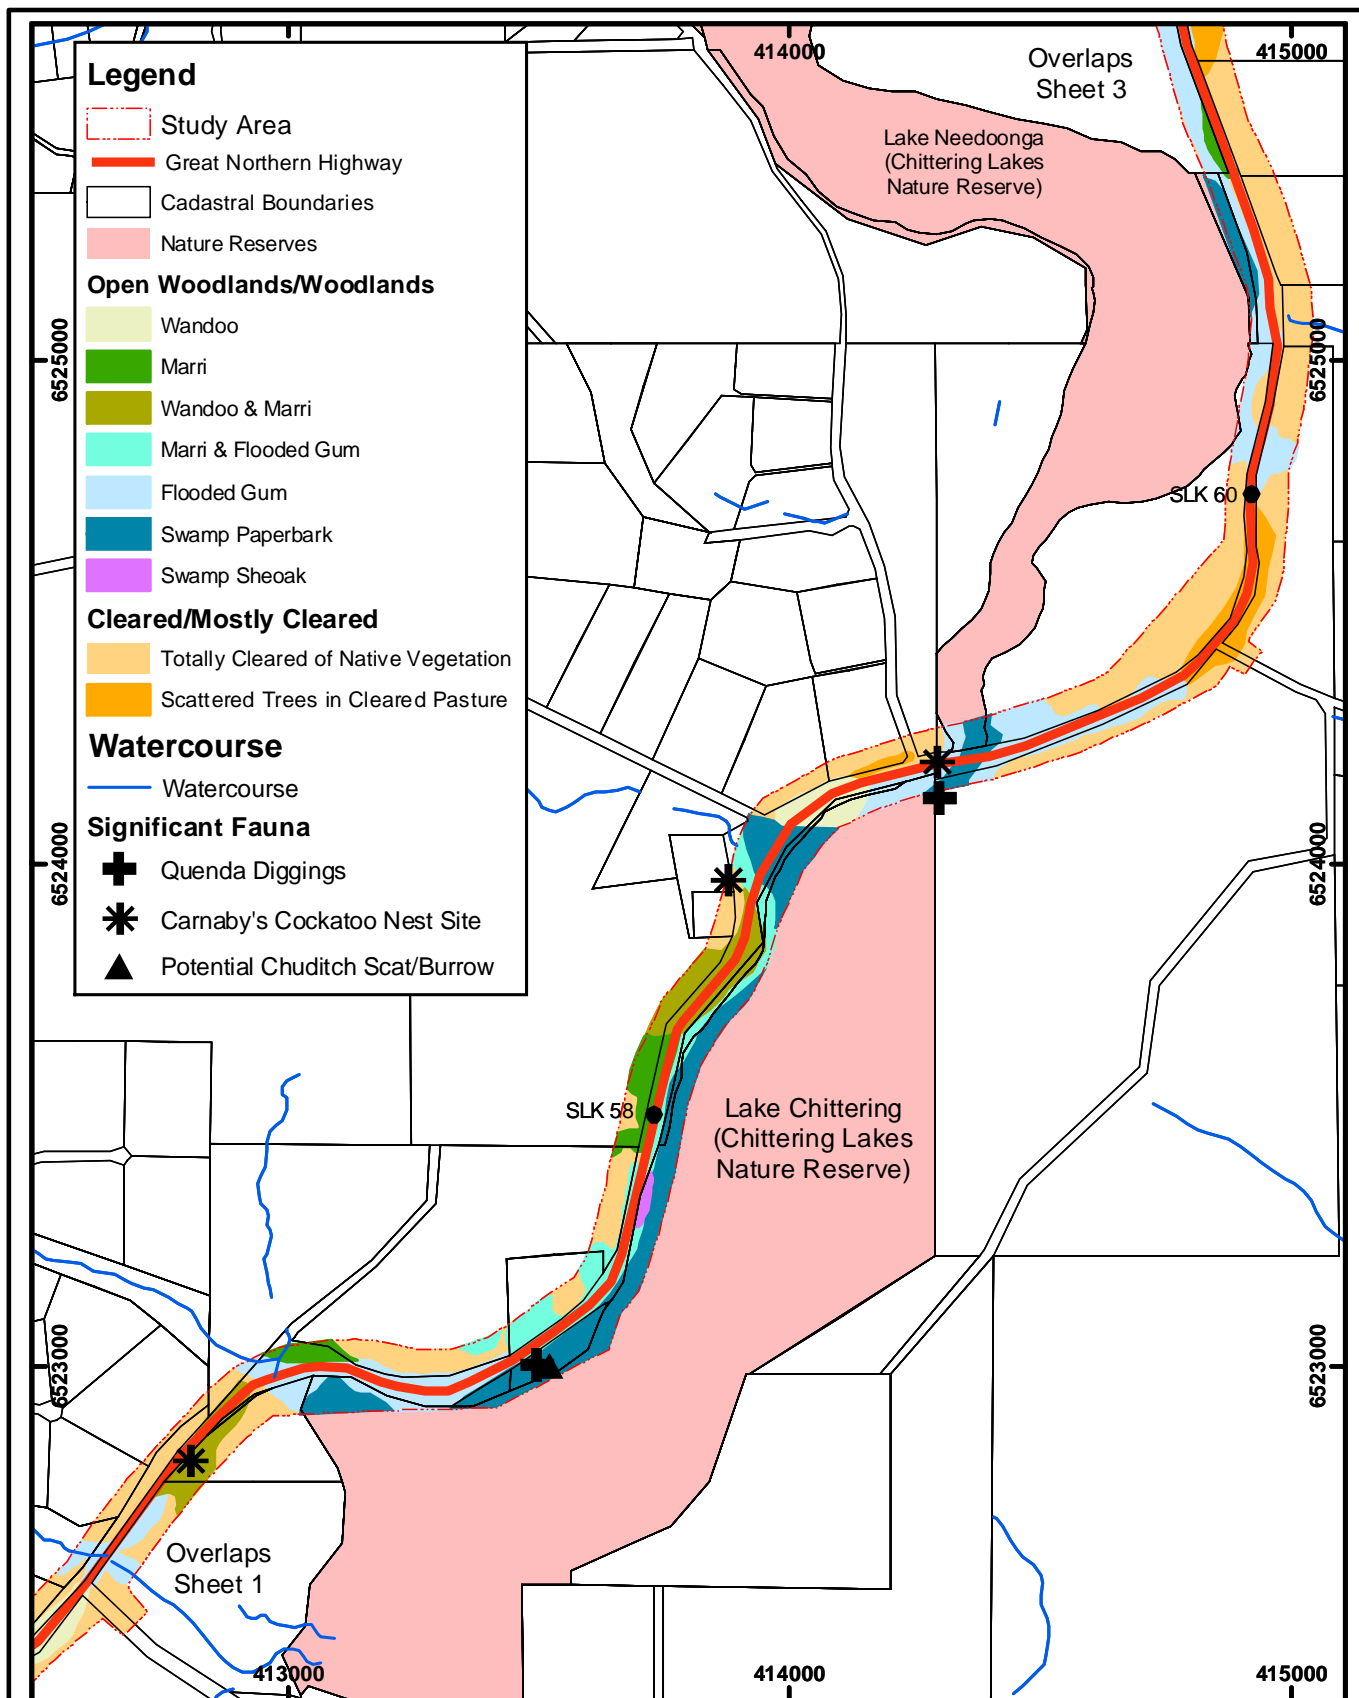 414000
415000
Overlaps
Sheet 3
Legend
Study Area
Great Northern Highway
Cadastral Boundaries
Nature Reserves
Open Woodlands/Woodlands
Wandoo
Marri
Wandoo & Marri
Marri & Flooded Gum
Flooded Gum
Swamp Paperbark
Swamp Sheoak
Cleared/Mostly Cleared
Totally Cleared of Native Vegetation
Scattered Trees in Cleared Pasture
Watercourse
Watercourse
Significant Fauna
Quenda Diggings
Carnaby's Cockatoo Nest Site
Potential Chuditch Scat/Burrow
Lake Needoonga
(Chittering Lakes
Nature Reserve)
6525000
6525000
SLK 60
6524000
6524000
SLK 58
Lake Chittering
(Chittering Lakes
Nature Reserve)
6523000
6523000
Overlaps
Sheet 1
413000
414000
415000